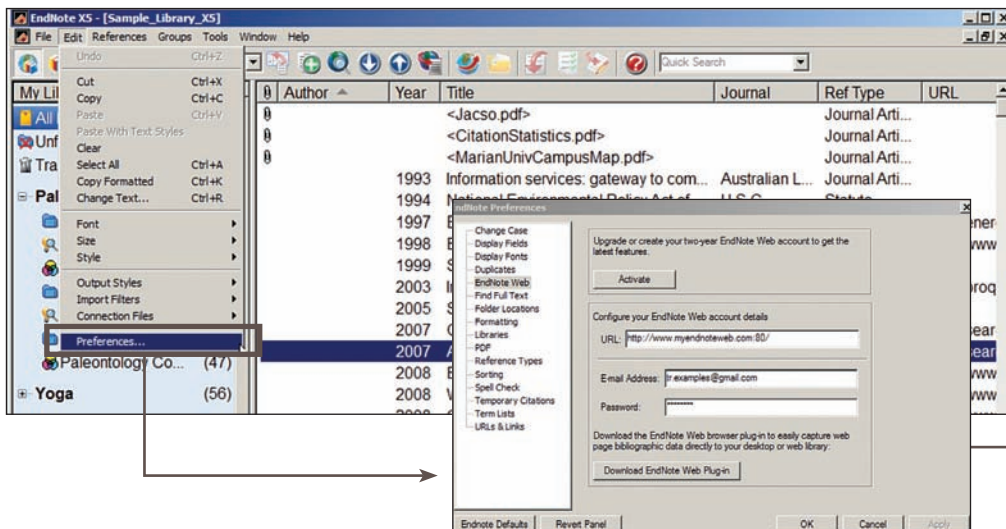 EndNote X5 - [Sample_Library_X5]
File Edit References Groups Tools Window Help
Undo Ctrl+Z
Cut Ctrl+X
Copy Ctrl+C
Paste Ctrl+V
Paste With Text Styles
Clear
Select All Ctrl+A
Copy Formatted Ctrl+K
Change Text... Ctrl+R
Font
Size
Style
Output Styles
Import Filters
Connection Files
Preferences...
Quick Search
My Li
All
Unf
Tra
Pal
Paleontology Co... (47)
Yoga (56)
Author Year Title Journal Ref Type URL
<Jacso.pdf> Journal Arti...
<CitationStatistics.pdf> Journal Arti...
<MarianUnivCampusMap.pdf> Journal Arti...
1993 Information services: gateway to com... Australian L... Journal Arti...
1994
1997
1998
1999
2003
2005
2007
2007
2008
2008
EndNote Preferences
Change Case
Display Fields
Display Fonts
Duplicates
EndNote Web
Find Full Text
Folder Locations
Formatting
Libraries
PDF
Reference Types
Sorting
Spell Check
Temporary Citations
Term Lists
URLs & Links
Upgrade or create your two-year EndNote Web account to get the
latest features.
Activate
Configure your EndNote Web account details
URL: http://www.myendnoteweb.com:80/
E-mail Address: tr.examples@gmail.com
Password: ********
Download the EndNote Web browser plug-in to easily capture web
page bibliographic data directly to your desktop or web library:
Download EndNote Web Plug-in
Endnote Defaults Revert Panel OK Cancel Apply